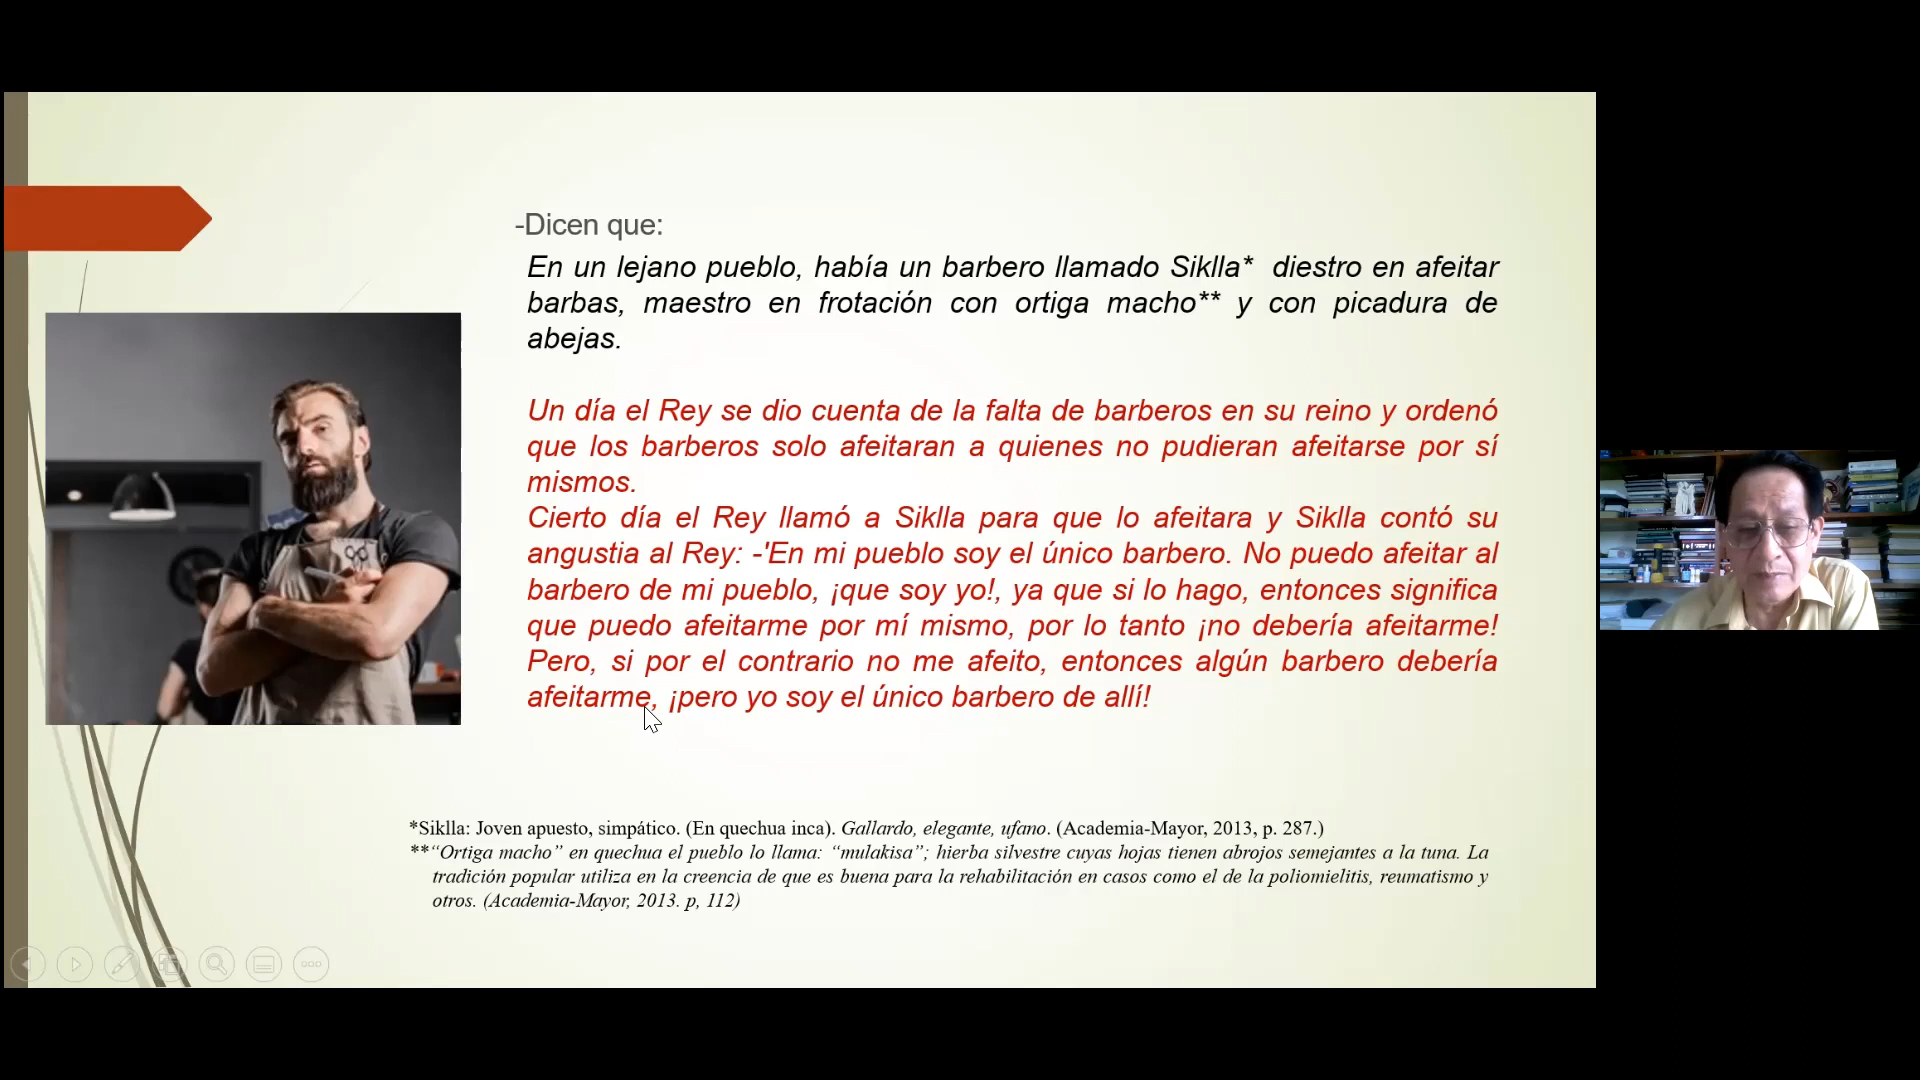 -Dicen que:
En un lejano pueblo, había un barbero llamado Siklla* diestro en afeitar
barbas, maestro en frotación con ortiga macho** y con picadura de
abejas.
Un día el Rey se dio cuenta de la falta de barberos en su reino y ordenó
que los barberos solo afeitaran a quienes no pudieran afeitarse por sí
mismos.
Cierto día el Rey llamó a Siklla para que lo afeitara y Siklla contó su
angustia al Rey: -'En mi pueblo soy el único barbero. No puedo afeitar al
barbero de mi pueblo, ¡que soy yo!, ya que si lo hago, entonces significa
que puedo afeitarme por mí mismo, por lo tanto ¡no debería afeitarme!
Pero, si por el contrario no me afeito, entonces algún barbero debería
afeitarme, ¡pero yo soy el único barbero de allí!
*Siklla: Joven apuesto, simpático. (En quechua inca). Gallardo, elegante, ufano. (Academia-Mayor, 2013, p. 287.)
**“Ortiga macho” en quechua el pueblo lo llama: “mulakisa”; hierba silvestre cuyas hojas tienen abrojos semejantes a la tuna. La
tradición popular utiliza en la creencia de que es buena para la rehabilitación en casos como el de la poliomielitis, reumatismo y
otros. (Academia-Mayor, 2013. p, 112)